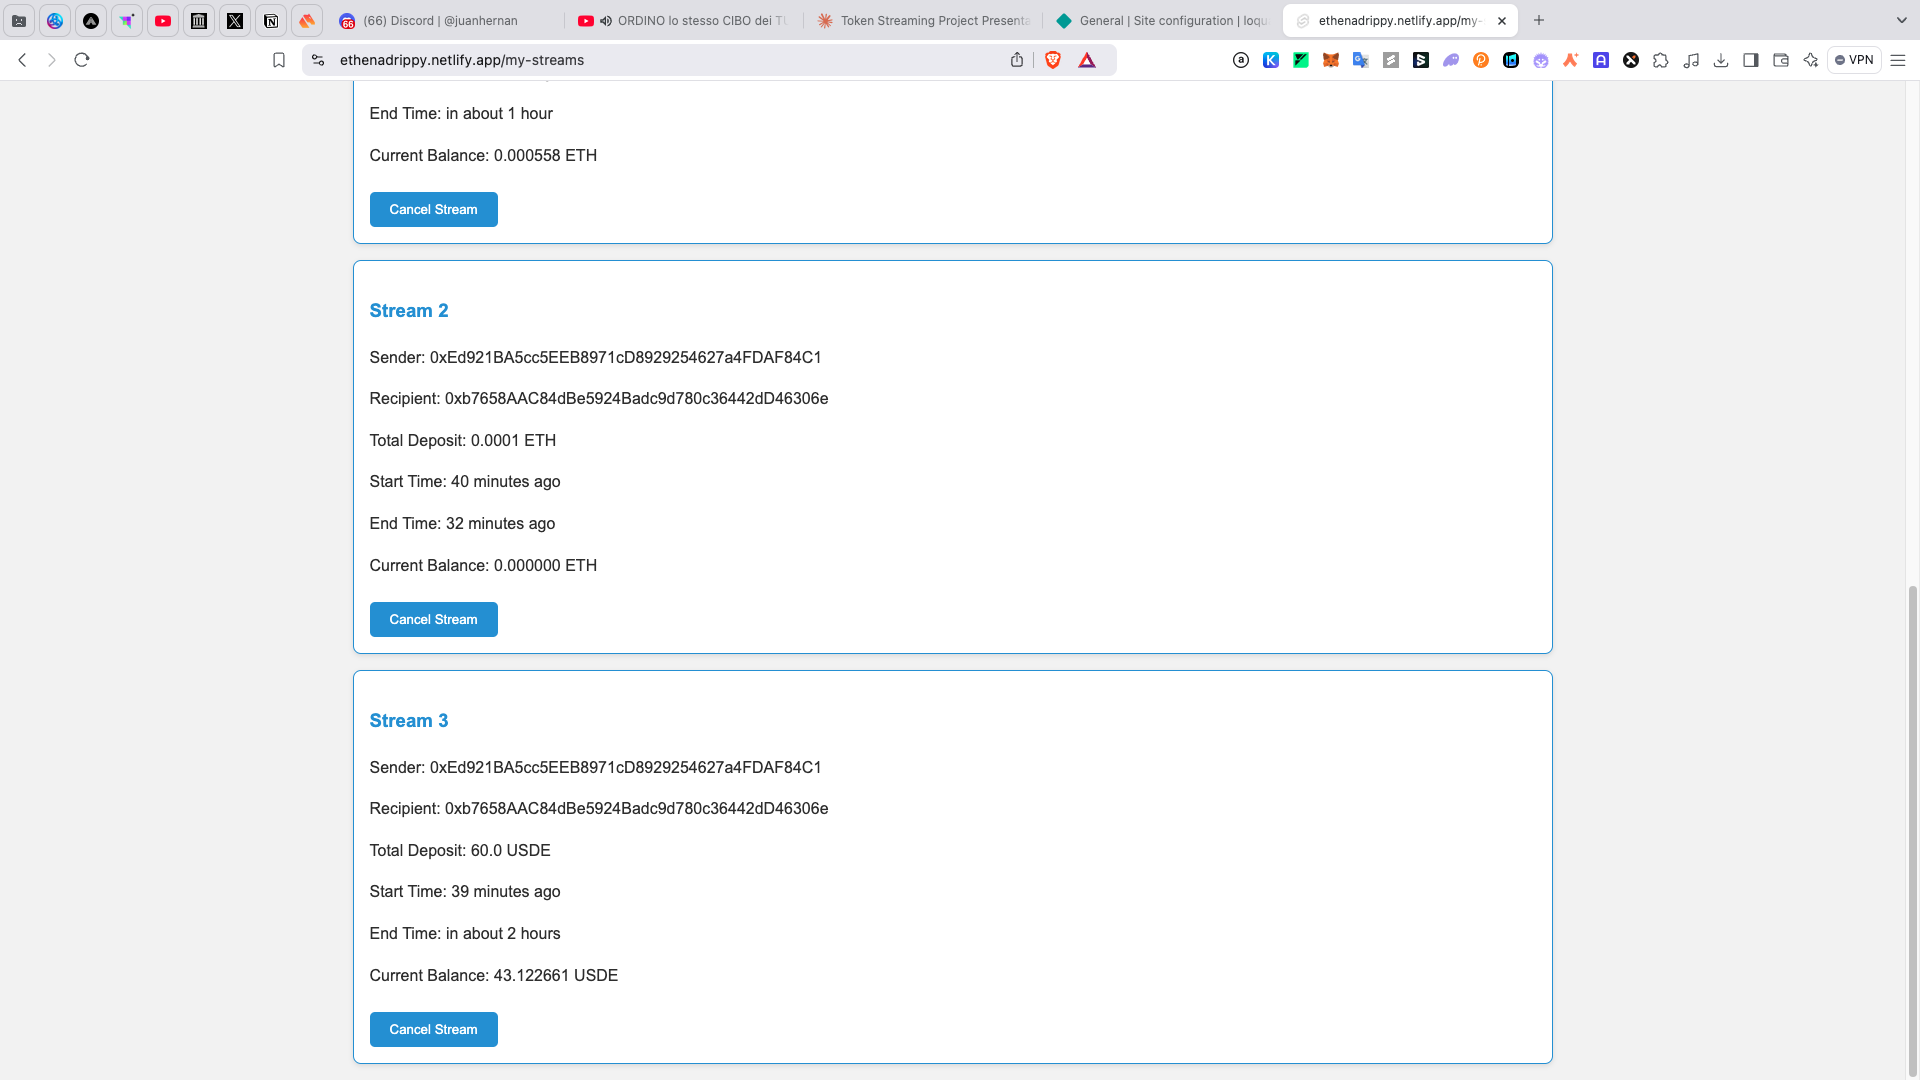 66
(66) Discord | @juanhernan
ORDINO lo stesso CIBO dei TU
Token Streaming Project Presenta
General | Site configuration | loqu
ethenadrippy.netlify.app/my-
ethenadrippy.netlify.app/my-streams
VPN
End Time: in about 1 hour
Current Balance: 0.000558 ETH
Cancel Stream
Stream 2
Sender: 0xEd921BA5cc5EEB8971cD8929254627a4FDAF84C1
Recipient: 0xb7658AAC84dBe5924Badc9d780c36442dD46306e
Total Deposit: 0.0001 ETH
Start Time: 40 minutes ago
End Time: 32 minutes ago
Current Balance: 0.000000 ETH
Cancel Stream
Stream 3
Sender: 0xEd921BA5cc5EEB8971cD8929254627a4FDAF84C1
Recipient: 0xb7658AAC84dBe5924Badc9d780c36442dD46306e
Total Deposit: 60.0 USDE
Start Time: 39 minutes ago
End Time: in about 2 hours
Current Balance: 43.122661 USDE
Cancel Stream